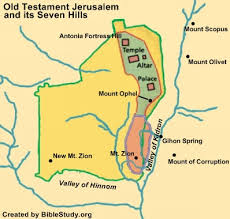 Old Testament Jerusalem
and its Seven Hills
Mount Scopus
Antonia Fortress Hill
Temple
Altar
Mount Olivet
Palace
Mount Ophel
Gihon Spring
New Mt. Zion
Mt. Zion
Valley of Kidron
Mount of Corruption
Valley of Hinnom
Created by BibleStudy.org